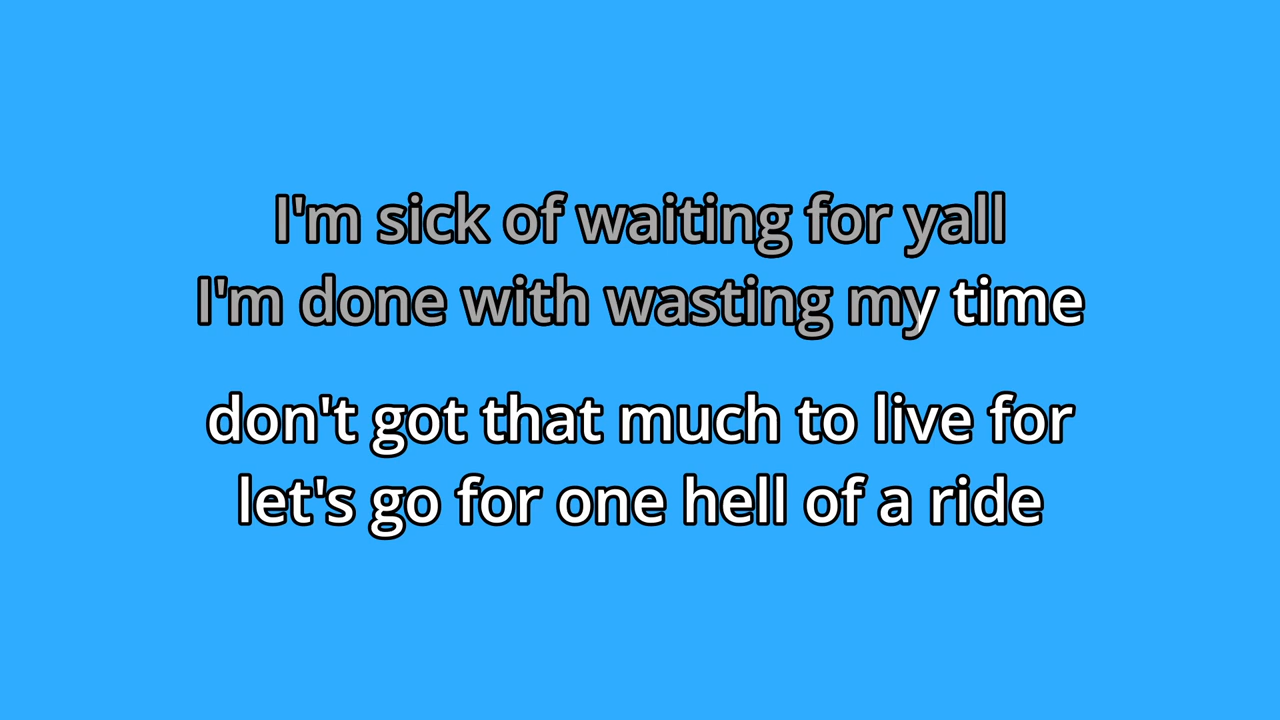 I'm sick of waiting for yall
I'm done with wasting my time
don't got that much to live for
let's go for one hell of a ride